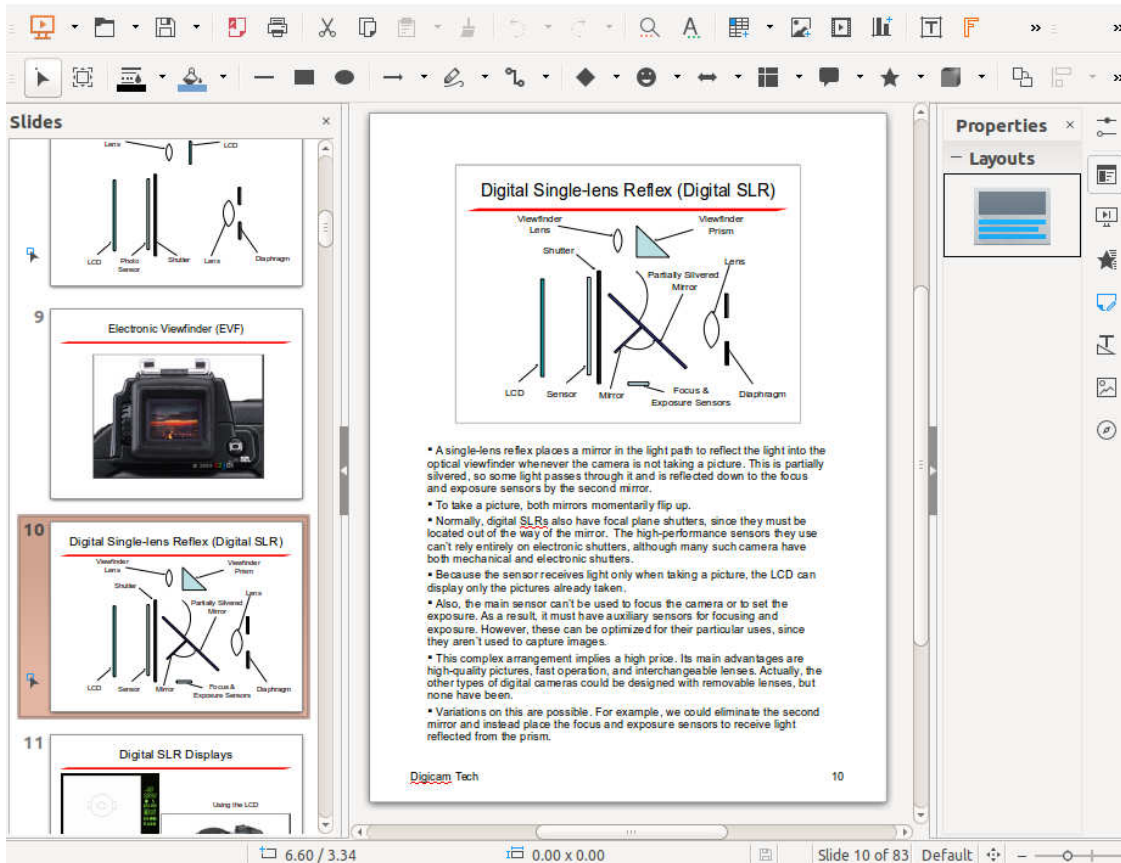 Slides ×
Lens
LCD
LCD
Photo
Sensor
Shutter
Lens
Diaphragm
9
Electronic Viewfinder (EVF)
10
Digital Single-lens Reflex (Digital SLR)
Viewfinder
Lens
Viewfinder
Prism
Shutter
Lens
Partially Silvered
Mirror
LCD
Sensor
Mirror
Focus &
Exposure Sensors
Diaphragm
11
Digital SLR Displays
Using the LCD
Digital Single-lens Reflex (Digital SLR)
Viewfinder
Lens
Viewfinder
Prism
Shutter
Lens
Partially Silvered
Mirror
LCD
Sensor
Mirror
Focus &
Exposure Sensors
Diaphragm
▪ A single-lens reflex places a mirror in the light path to reflect the light into the
optical viewfinder whenever the camera is not taking a picture. This is partially
silvered, so some light passes through it and is reflected down to the focus
and exposure sensors by the second mirror.
▪ To take a picture, both mirrors momentarily flip up.
▪ Normally, digital SLRs also have focal plane shutters, since they must be
located out of the way of the mirror. The high-performance sensors they use
can't rely entirely on electronic shutters, although many such camera have
both mechanical and electronic shutters.
▪ Because the sensor receives light only when taking a picture, the LCD can
display only the pictures already taken.
▪ Also, the main sensor can't be used to focus the camera or to set the
exposure. As a result, it must have auxiliary sensors for focusing and
exposure. However, these can be optimized for their particular uses, since
they aren't used to capture images.
▪ This complex arrangement implies a high price. Its main advantages are
high-quality pictures, fast operation, and interchangeable lenses. Actually, the
other types of digital cameras could be designed with removable lenses, but
none have been.
▪ Variations on this are possible. For example, we could eliminate the second
mirror and instead place the focus and exposure sensors to receive light
reflected from the prism.
Digicam Tech 10
Properties ×
− Layouts
6.60 / 3.34 0.00 x 0.00 Slide 10 of 83 Default